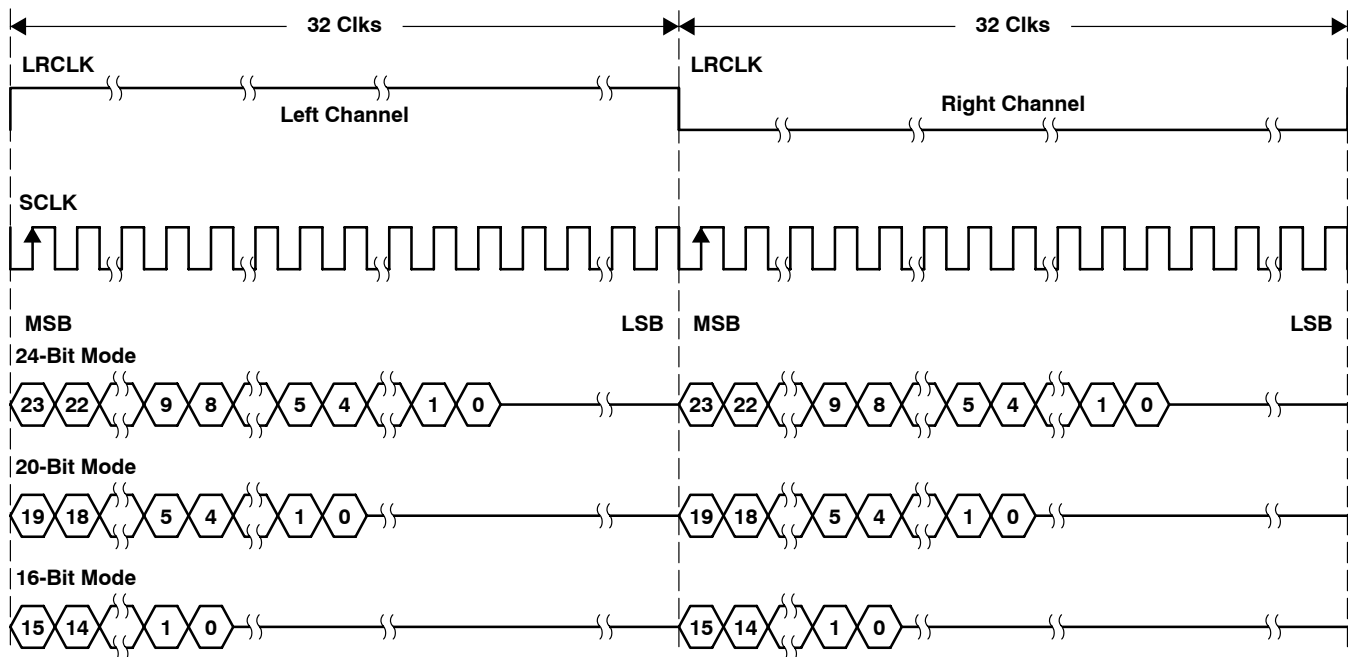 32 Clks 32 Clks
LRCLK LRCLK
Left Channel Right Channel
SCLK
MSB LSB MSB LSB
24-Bit Mode
23 22 9 8 5 4 1 0 23 22 9 8 5 4 1 0
20-Bit Mode
19 18 5 4 1 0 19 18 5 4 1 0
16-Bit Mode
15 14 1 0 15 14 1 0